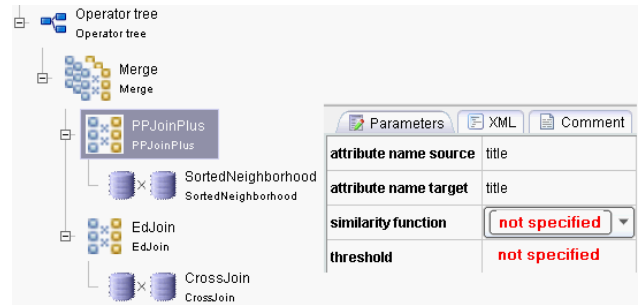 Operator tree
Operator tree
Merge
Merge
PPJoinPlus
PPJoinPlus
SortedNeighborhood
SortedNeighborhood
EdJoin
EdJoin
CrossJoin
CrossJoin
Parameters XML Comment
attribute name source title
attribute name target title
similarity function not specified
threshold not specified